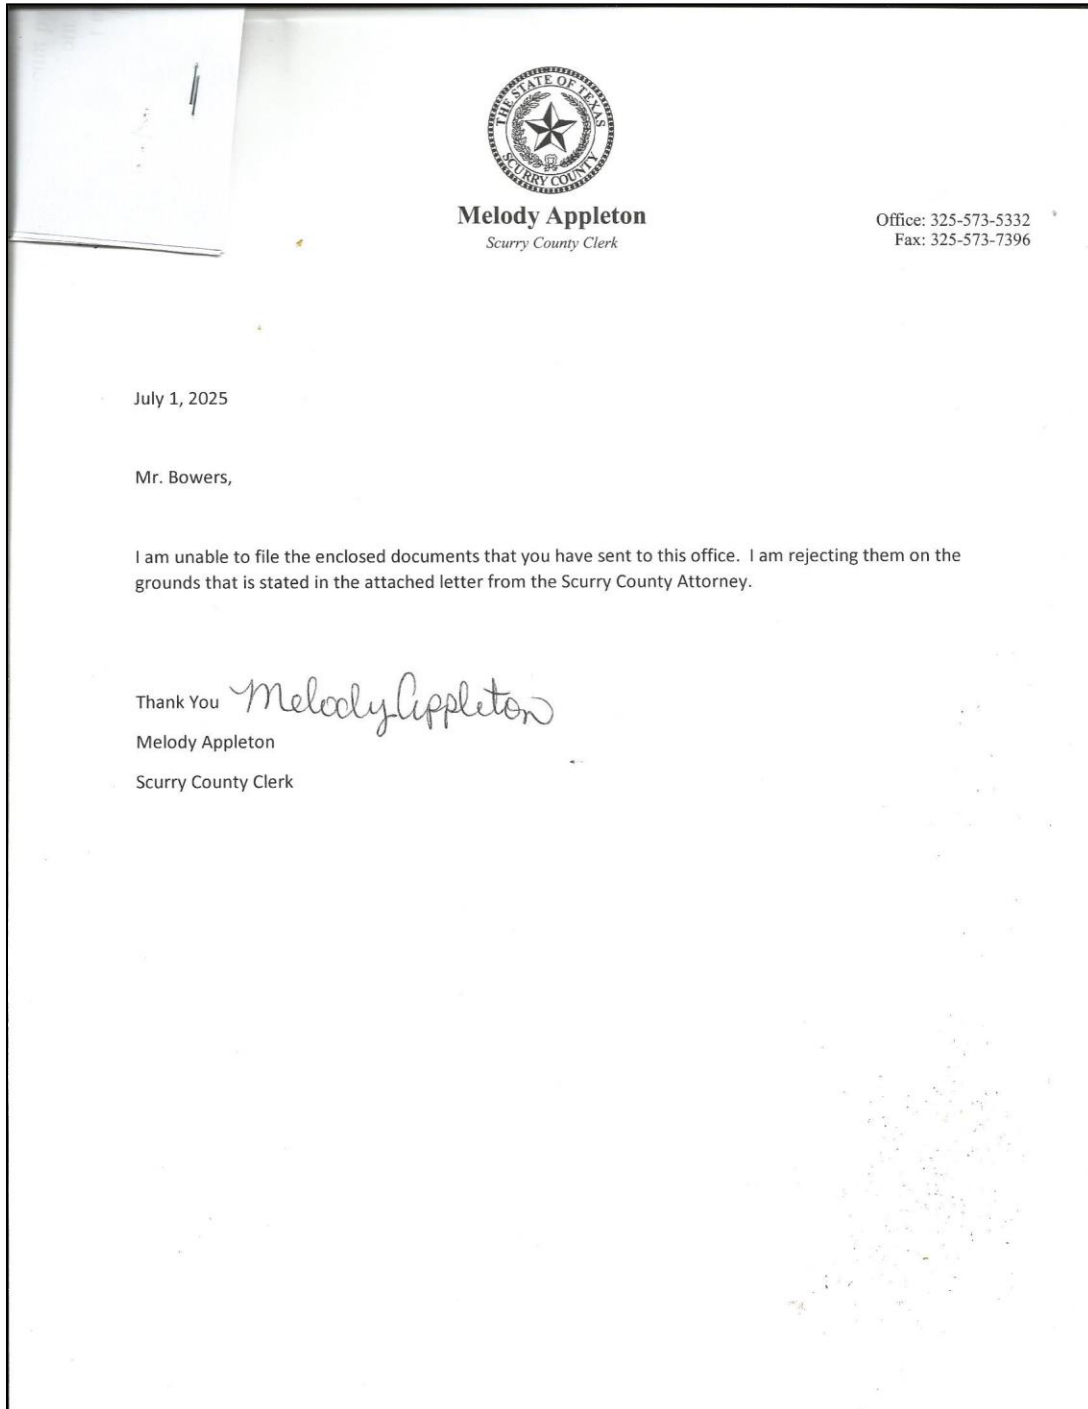 THE STATE OF TEXAS
SCURRY COUNTY
Melody Appleton
Scurry County Clerk
Office: 325-573-5332
Fax: 325-573-7396
July 1, 2025
Mr. Bowers,
I am unable to file the enclosed documents that you have sent to this office. I am rejecting them on the
grounds that is stated in the attached letter from the Scurry County Attorney.
Thank You Melody Appleton
Melody Appleton
Scurry County Clerk